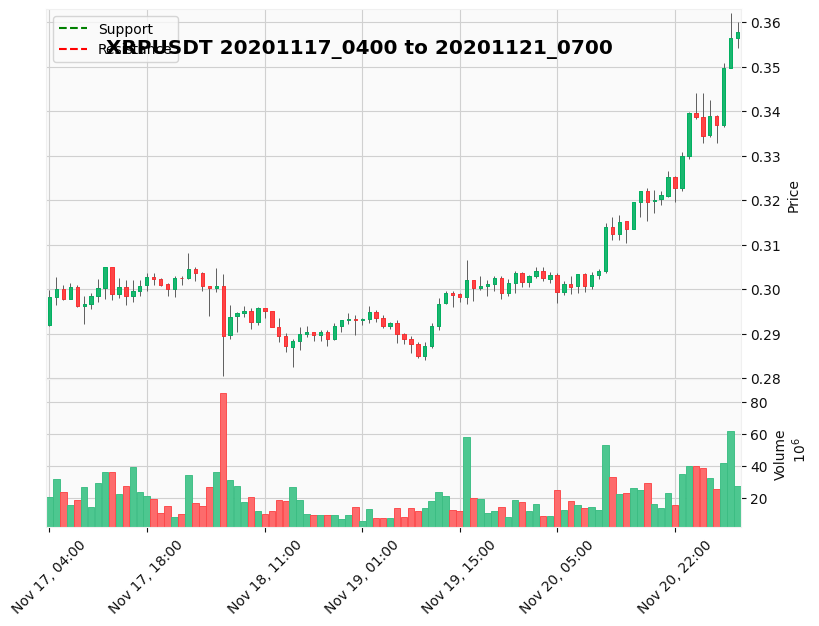 Support
Resistance
XRPUSDT 20201117_0400 to 20201121_0700
0.36
0.35
0.34
0.33
0.32
0.31
0.30
0.29
0.28
Price
80
60
40
20
Volume
10^6
Nov 17, 04:00
Nov 17, 18:00
Nov 18, 11:00
Nov 19, 01:00
Nov 19, 15:00
Nov 20, 05:00
Nov 20, 22:00